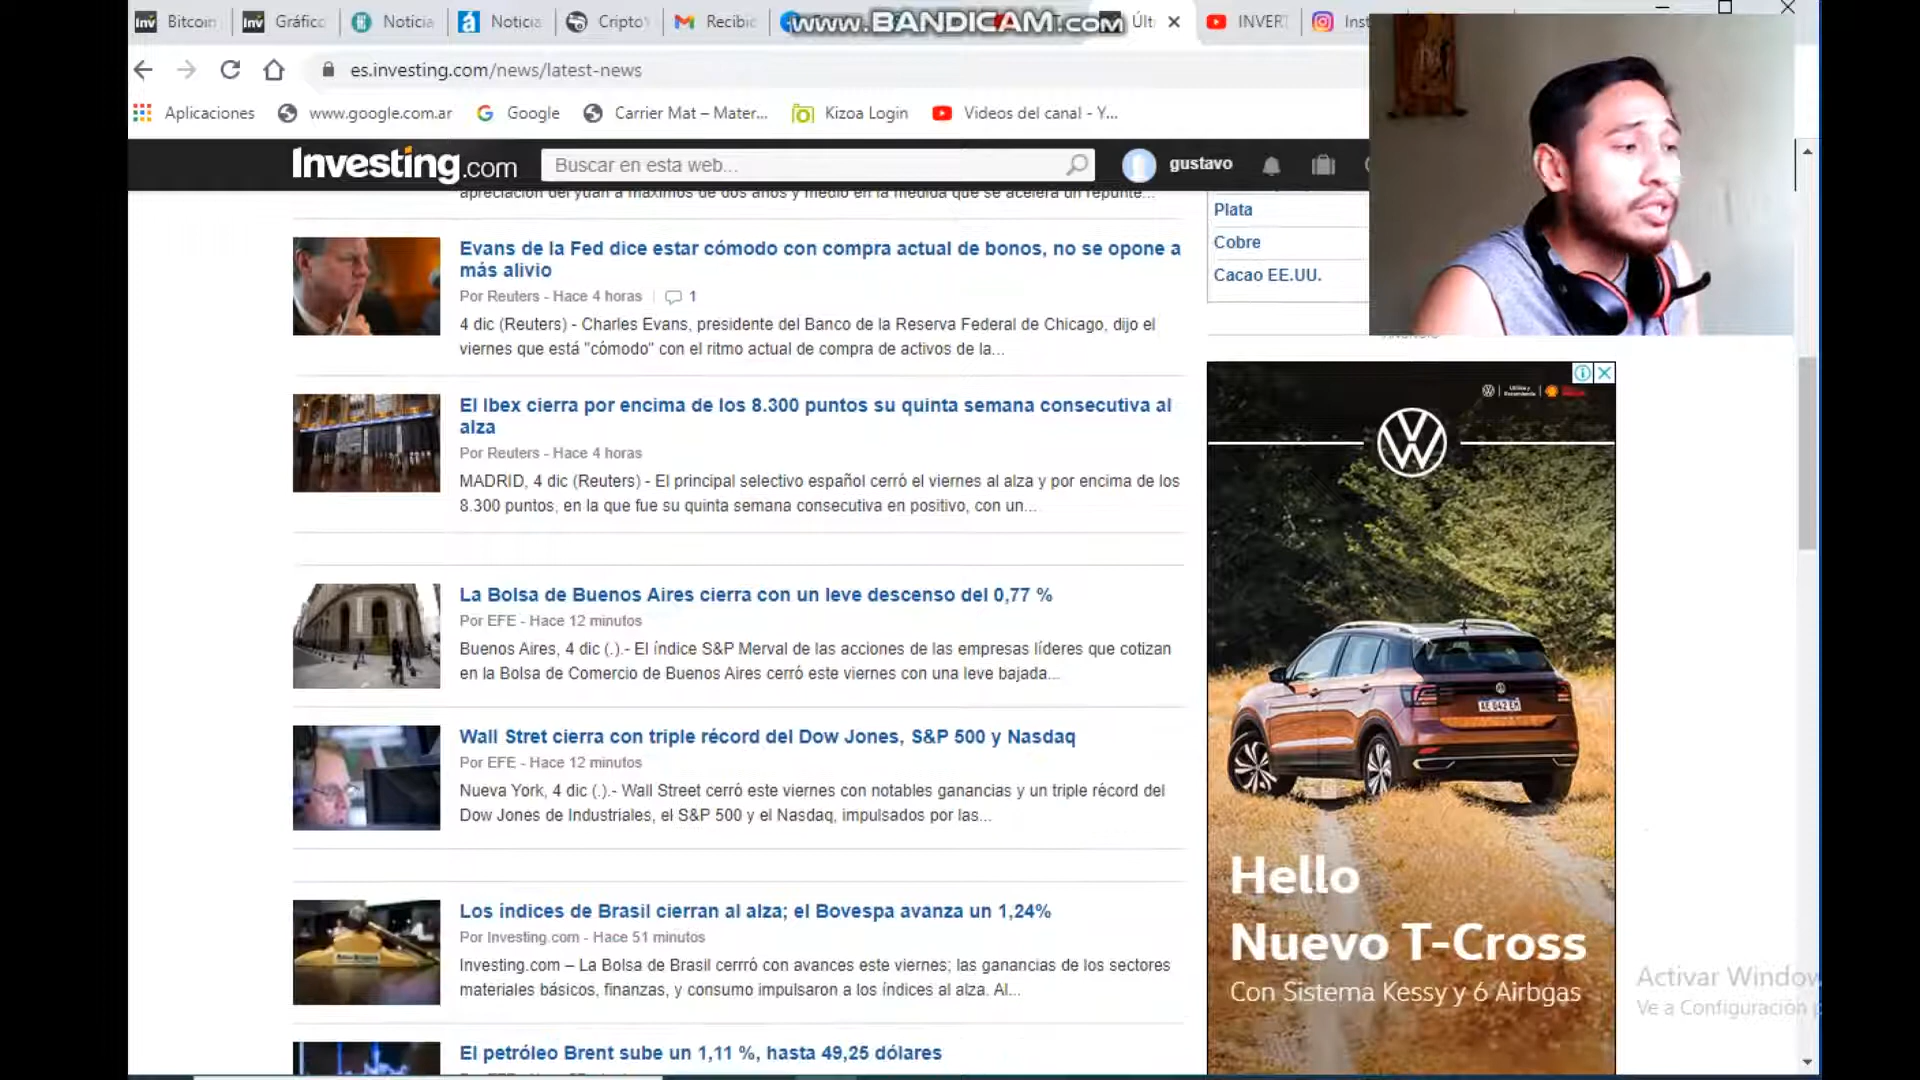 Bitcoin
Gráfico
Noticia
Noticia
Cripto
Recibid
www.BANDICAM.com
Últ
INVERT
Inst
es.investing.com/news/latest-news
Aplicaciones
www.google.com.ar
Google
Carrier Mat – Mater...
Kizoa Login
Videos del canal - Y...
Investing.com
Buscar en esta web...
gustavo
apreciación del yuan a máximos de dos años y medio en la medida que se acelera un repunte...
Plata
Cobre
Cacao EE.UU.
Evans de la Fed dice estar cómodo con compra actual de bonos, no se opone a
más alivio
Por Reuters - Hace 4 horas
1
4 dic (Reuters) - Charles Evans, presidente del Banco de la Reserva Federal de Chicago, dijo el
viernes que está "cómodo" con el ritmo actual de compra de activos de la...
El Ibex cierra por encima de los 8.300 puntos su quinta semana consecutiva al
alza
Por Reuters - Hace 4 horas
MADRID, 4 dic (Reuters) - El principal selectivo español cerró el viernes al alza y por encima de los
8.300 puntos, en la que fue su quinta semana consecutiva en positivo, con un...
La Bolsa de Buenos Aires cierra con un leve descenso del 0,77 %
Por EFE - Hace 12 minutos
Buenos Aires, 4 dic (.).- El índice S&P Merval de las acciones de las empresas líderes que cotizan
en la Bolsa de Comercio de Buenos Aires cerró este viernes con una leve bajada...
Wall Stret cierra con triple récord del Dow Jones, S&P 500 y Nasdaq
Por EFE - Hace 12 minutos
Nueva York, 4 dic (.).- Wall Street cerró este viernes con notables ganancias y un triple récord del
Dow Jones de Industriales, el S&P 500 y el Nasdaq, impulsados por las...
Los índices de Brasil cierran al alza; el Bovespa avanza un 1,24%
Por Investing.com - Hace 51 minutos
Investing.com – La Bolsa de Brasil cerrró con avances este viernes; las ganancias de los sectores
materiales básicos, finanzas, y consumo impulsaron a los índices al alza. Al...
El petróleo Brent sube un 1,11 %, hasta 49,25 dólares
AE 042 EM
Hello
Nuevo T-Cross
Con Sistema Kessy y 6 Airbgas
Activar Window
Ve a Configuración p